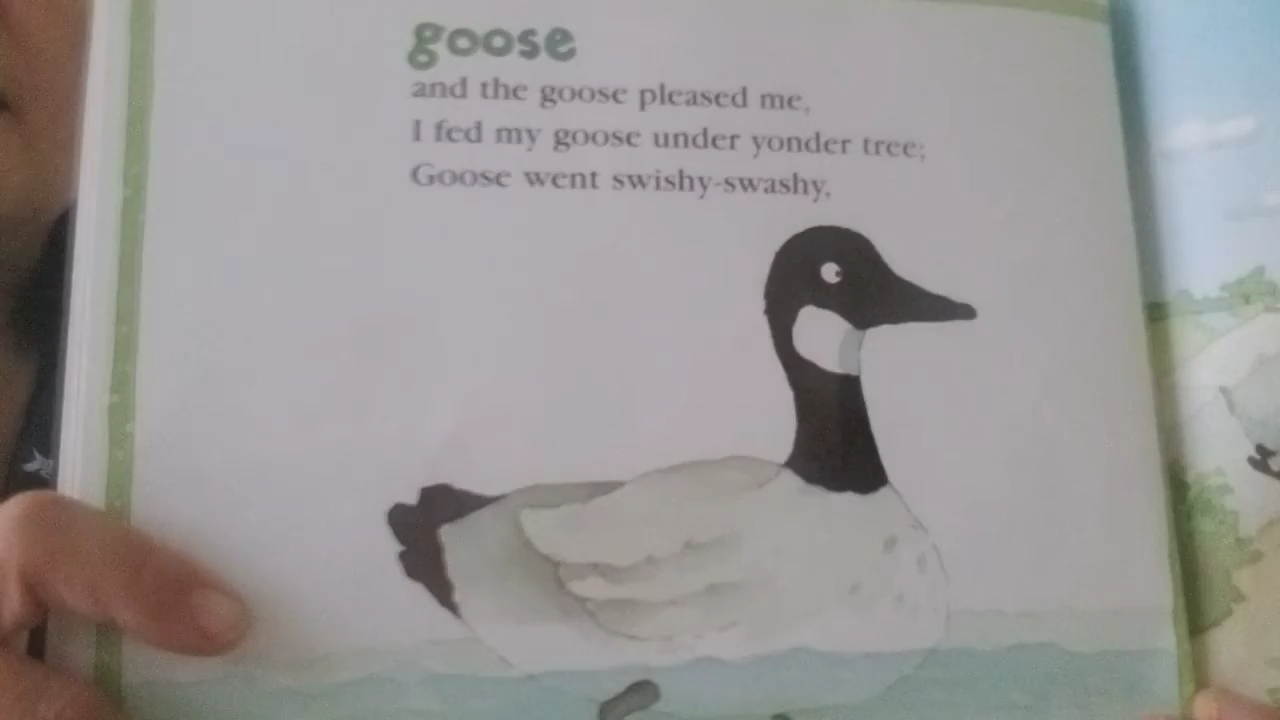 goose
and the goose pleased me,
I fed my goose under yonder tree;
Goose went swishy-swashy,